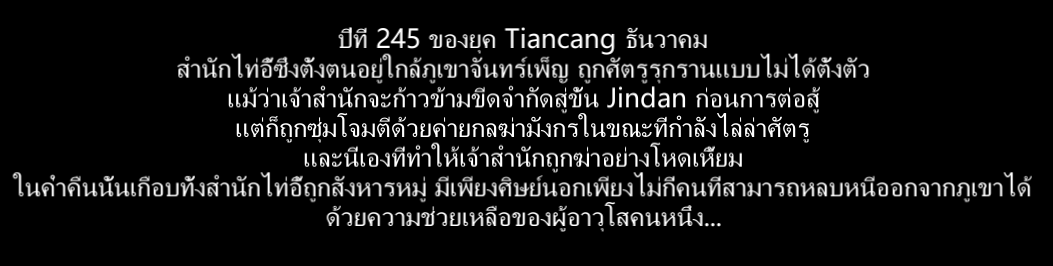 ปีที่ 245 ของยุค Tiancang ธันวาคม
สำนักไท่อี้ซึ่งตั้งตนอยู่ใกล้ภูเขาจันทร์เพ็ญ ถูกศัตรูรุกรานแบบไม่ได้ตั้งตัว
แม้ว่าเจ้าสำนักจะก้าวข้ามขีดจำกัดสู่ขั้น Jindan ก่อนการต่อสู้
แต่ก็ถูกซุ่มโจมตีด้วยค่ายกลฆ่ามังกรในขณะที่กำลังไล่ล่าศัตรู
และนี่เองที่ทำให้เจ้าสำนักถูกฆ่าอย่างโหดเหี้ยม
ในค่ำคืนนั้นเกือบทั้งสำนักไท่อี้ถูกสังหารหมู่ มีเพียงศิษย์นอกเพียงไม่กี่คนที่สามารถหลบหนีออกจากภูเขาได้
ด้วยความช่วยเหลือของผู้อาวุโสคนหนึ่ง...